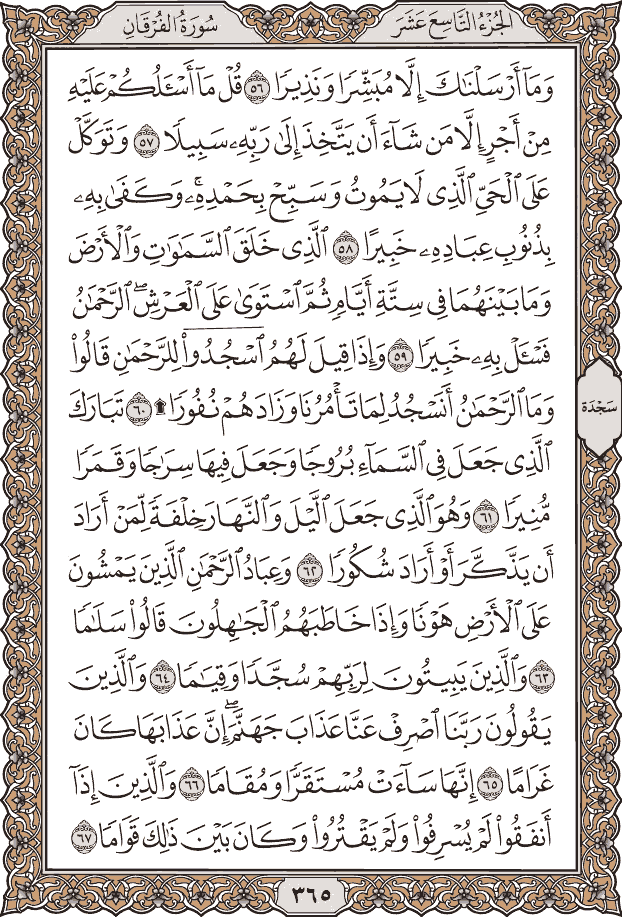 الجُزْءُ التَّاسِعَ عَشَرَ
سُورَةُ الفُرْقَانِ
وَمَآ أَرْسَلْنَٰكَ إِلَّا مُبَشِّرًا وَنَذِيرًا ٥٦ قُلْ مَآ أَسْـَٔلُكُمْ عَلَيْهِ
مِنْ أَجْرٍ إِلَّا مَن شَآءَ أَن يَتَّخِذَ إِلَىٰ رَبِّهِۦ سَبِيلًا ٥٧ وَتَوَكَّلْ
عَلَى ٱلْحَىِّ ٱلَّذِى لَا يَمُوتُ وَسَبِّحْ بِحَمْدِهِۦۚ وَكَفَىٰ بِهِۦ
بِذُنُوبِ عِبَادِهِۦ خَبِيرًا ٥٨ ٱلَّذِى خَلَقَ ٱلسَّمَٰوَٰتِ وَٱلْأَرْضَ
وَمَا بَيْنَهُمَا فِى سِتَّةِ أَيَّامٍ ثُمَّ ٱسْتَوَىٰ عَلَى ٱلْعَرْشِۖ ٱلرَّحْمَٰنُ
فَسْـَٔلْ بِهِۦ خَبِيرًا ٥٩ وَإِذَا قِيلَ لَهُمُ ٱسْجُدُوا۟ لِلرَّحْمَٰنِ قَالُوا۟
وَمَا ٱلرَّحْمَٰنُ أَنَسْجُدُ لِمَا تَأْمُرُنَا وَزَادَهُمْ نُفُورًا ۩ ٦٠ تَبَارَكَ
سَجْدَة
ٱلَّذِى جَعَلَ فِى ٱلسَّمَآءِ بُرُوجًا وَجَعَلَ فِيهَا سِرَٰجًا وَقَمَرًا
مُّنِيرًا ٦١ وَهُوَ ٱلَّذِى جَعَلَ ٱلَّيْلَ وَٱلنَّهَارَ خِلْفَةً لِّمَنْ أَرَادَ
أَن يَذَّكَّرَ أَوْ أَرَادَ شُكُورًا ٦٢ وَعِبَادُ ٱلرَّحْمَٰنِ ٱلَّذِينَ يَمْشُونَ
عَلَى ٱلْأَرْضِ هَوْنًا وَإِذَا خَاطَبَهُمُ ٱلْجَٰهِلُونَ قَالُوا۟ سَلَٰمًا
٦٣ وَٱلَّذِينَ يَبِيتُونَ لِرَبِّهِمْ سُجَّدًا وَقِيَٰمًا ٦٤ وَٱلَّذِينَ
يَقُولُونَ رَبَّنَا ٱصْرِفْ عَنَّا عَذَابَ جَهَنَّمَۖ إِنَّ عَذَابَهَا كَانَ
غَرَامًا ٦٥ إِنَّهَا سَآءَتْ مُسْتَقَرًّا وَمُقَامًا ٦٦ وَٱلَّذِينَ إِذَآ
أَنفَقُوا۟ لَمْ يُسْرِفُوا۟ وَلَمْ يَقْتُرُوا۟ وَكَانَ بَيْنَ ذَٰلِكَ قَوَامًا ٦٧
٣٦٥